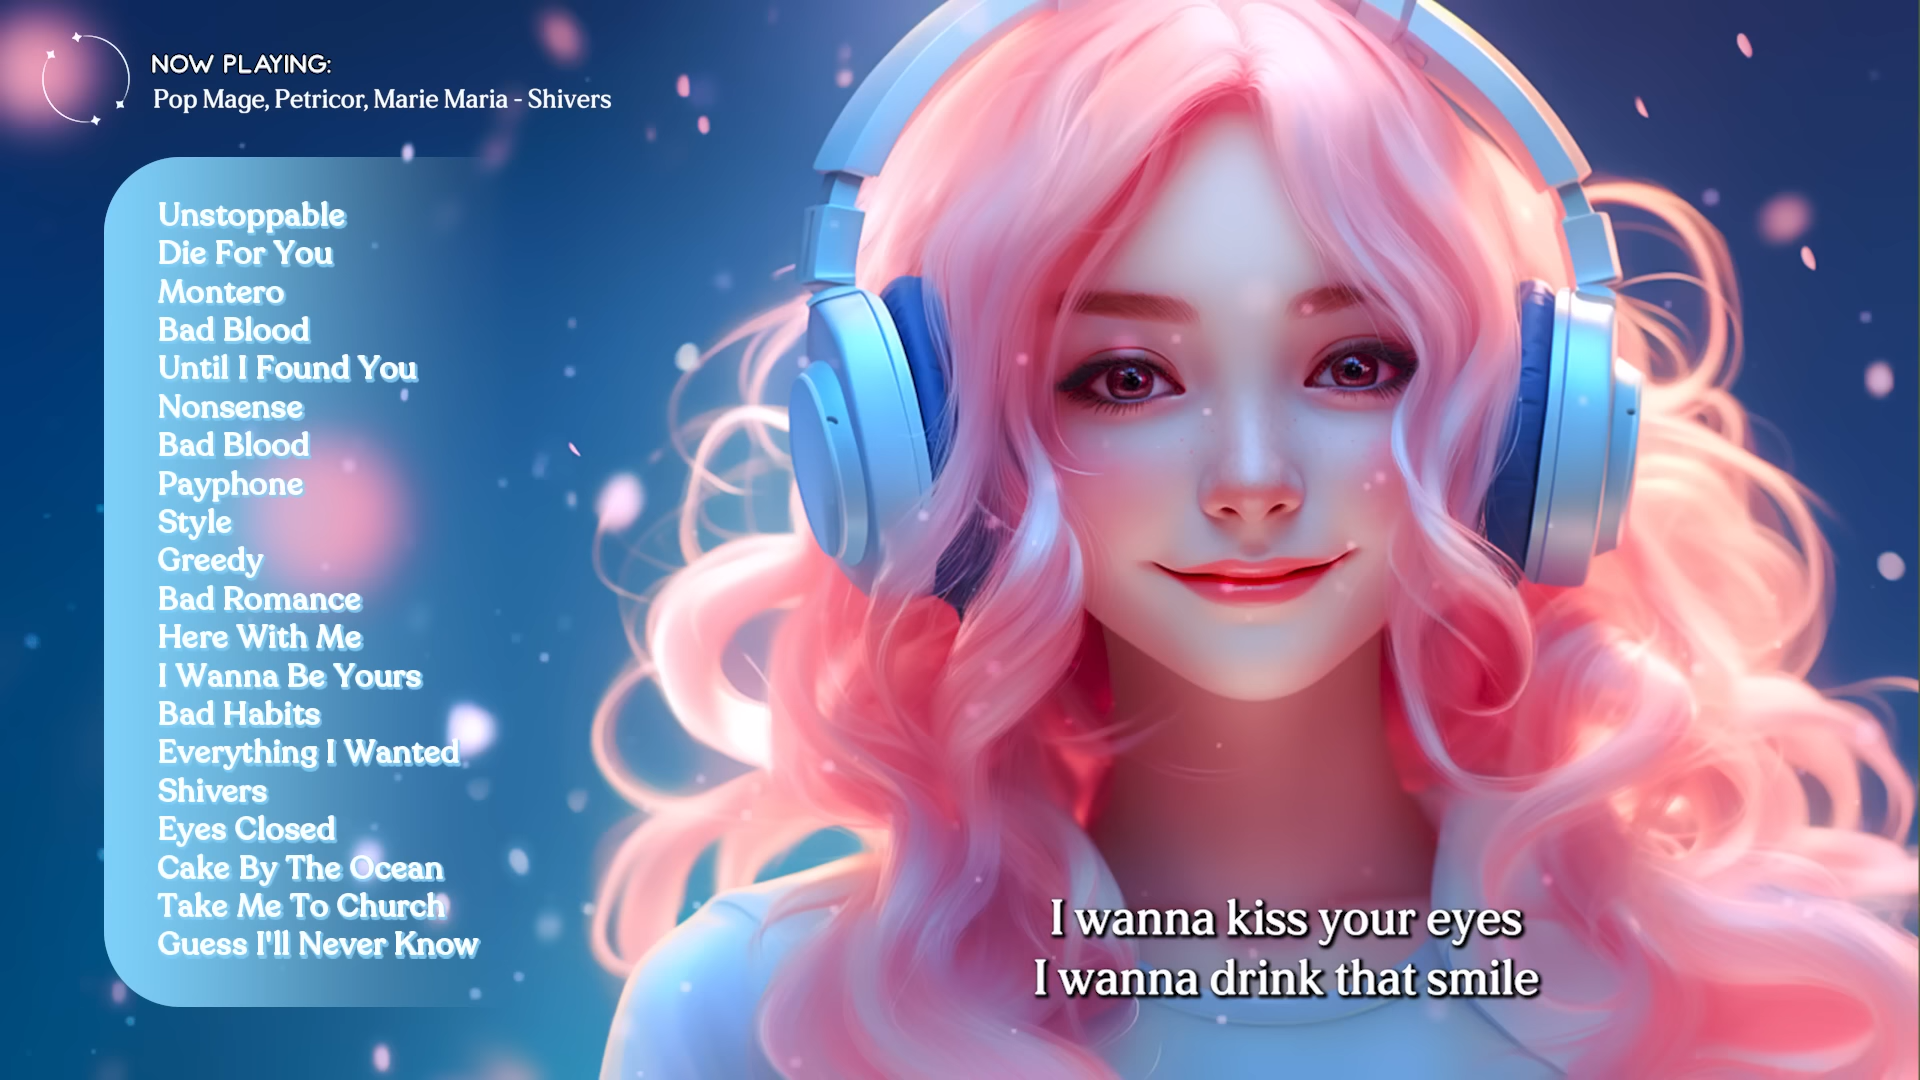 NOW PLAYING:
Pop Mage, Petricor, Marie Maria - Shivers
Unstoppable
Die For You
Montero
Bad Blood
Until I Found You
Nonsense
Bad Blood
Payphone
Style
Greedy
Bad Romance
Here With Me
I Wanna Be Yours
Bad Habits
Everything I Wanted
Shivers
Eyes Closed
Cake By The Ocean
Take Me To Church
Guess I'll Never Know
I wanna kiss your eyes
I wanna drink that smile